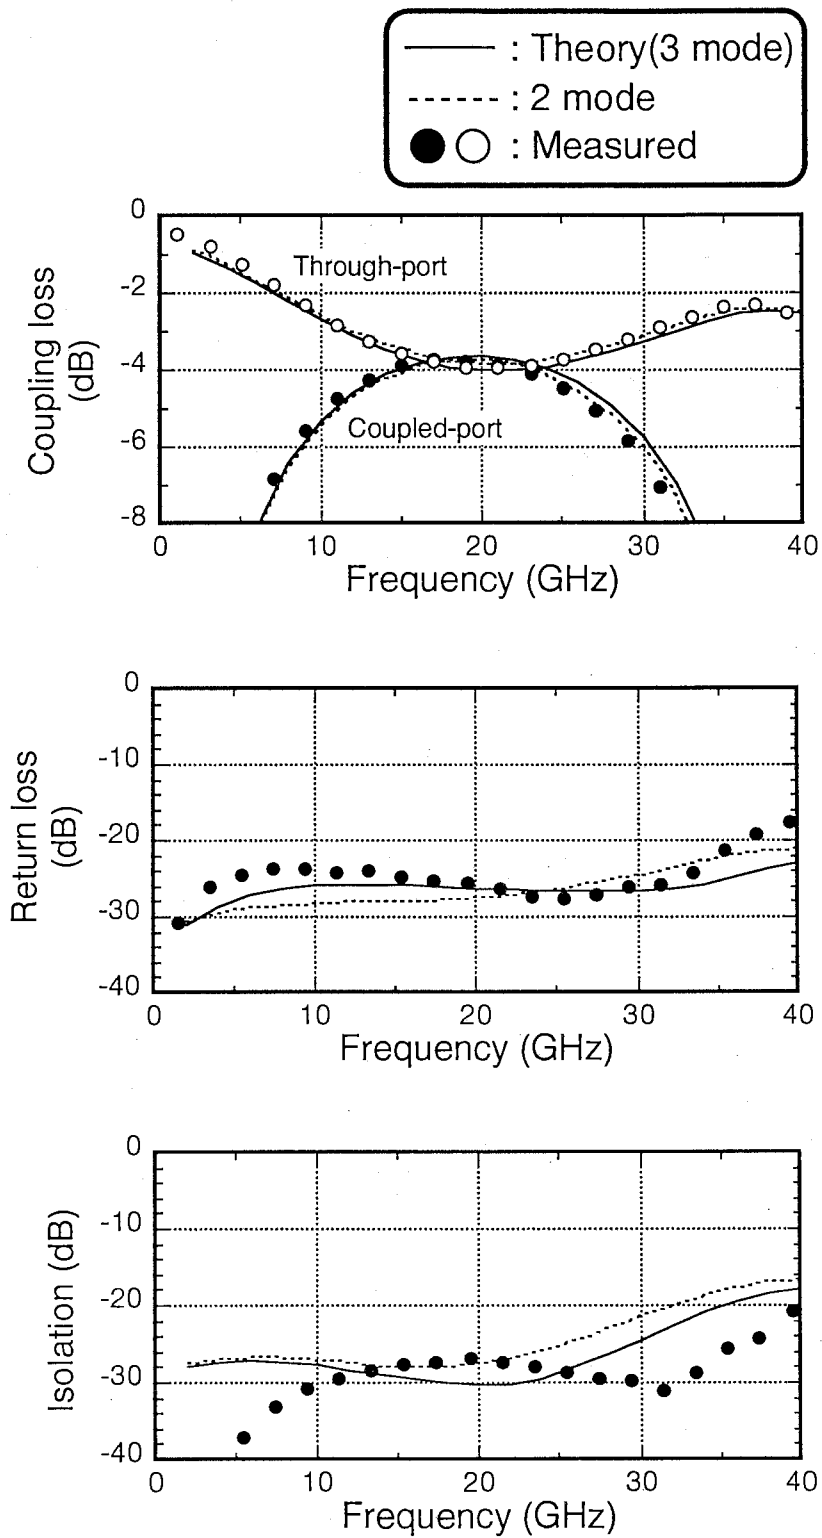 : Theory(3 mode)
: 2 mode
: Measured
0
-2
-4
-6
-8
Coupling loss
(dB)
Through-port
Coupled-port
0 10 20 30 40
Frequency (GHz)
0
-10
-20
-30
-40
Return loss
(dB)
0 10 20 30 40
Frequency (GHz)
0
-10
-20
-30
-40
Isolation (dB)
0 10 20 30 40
Frequency (GHz)